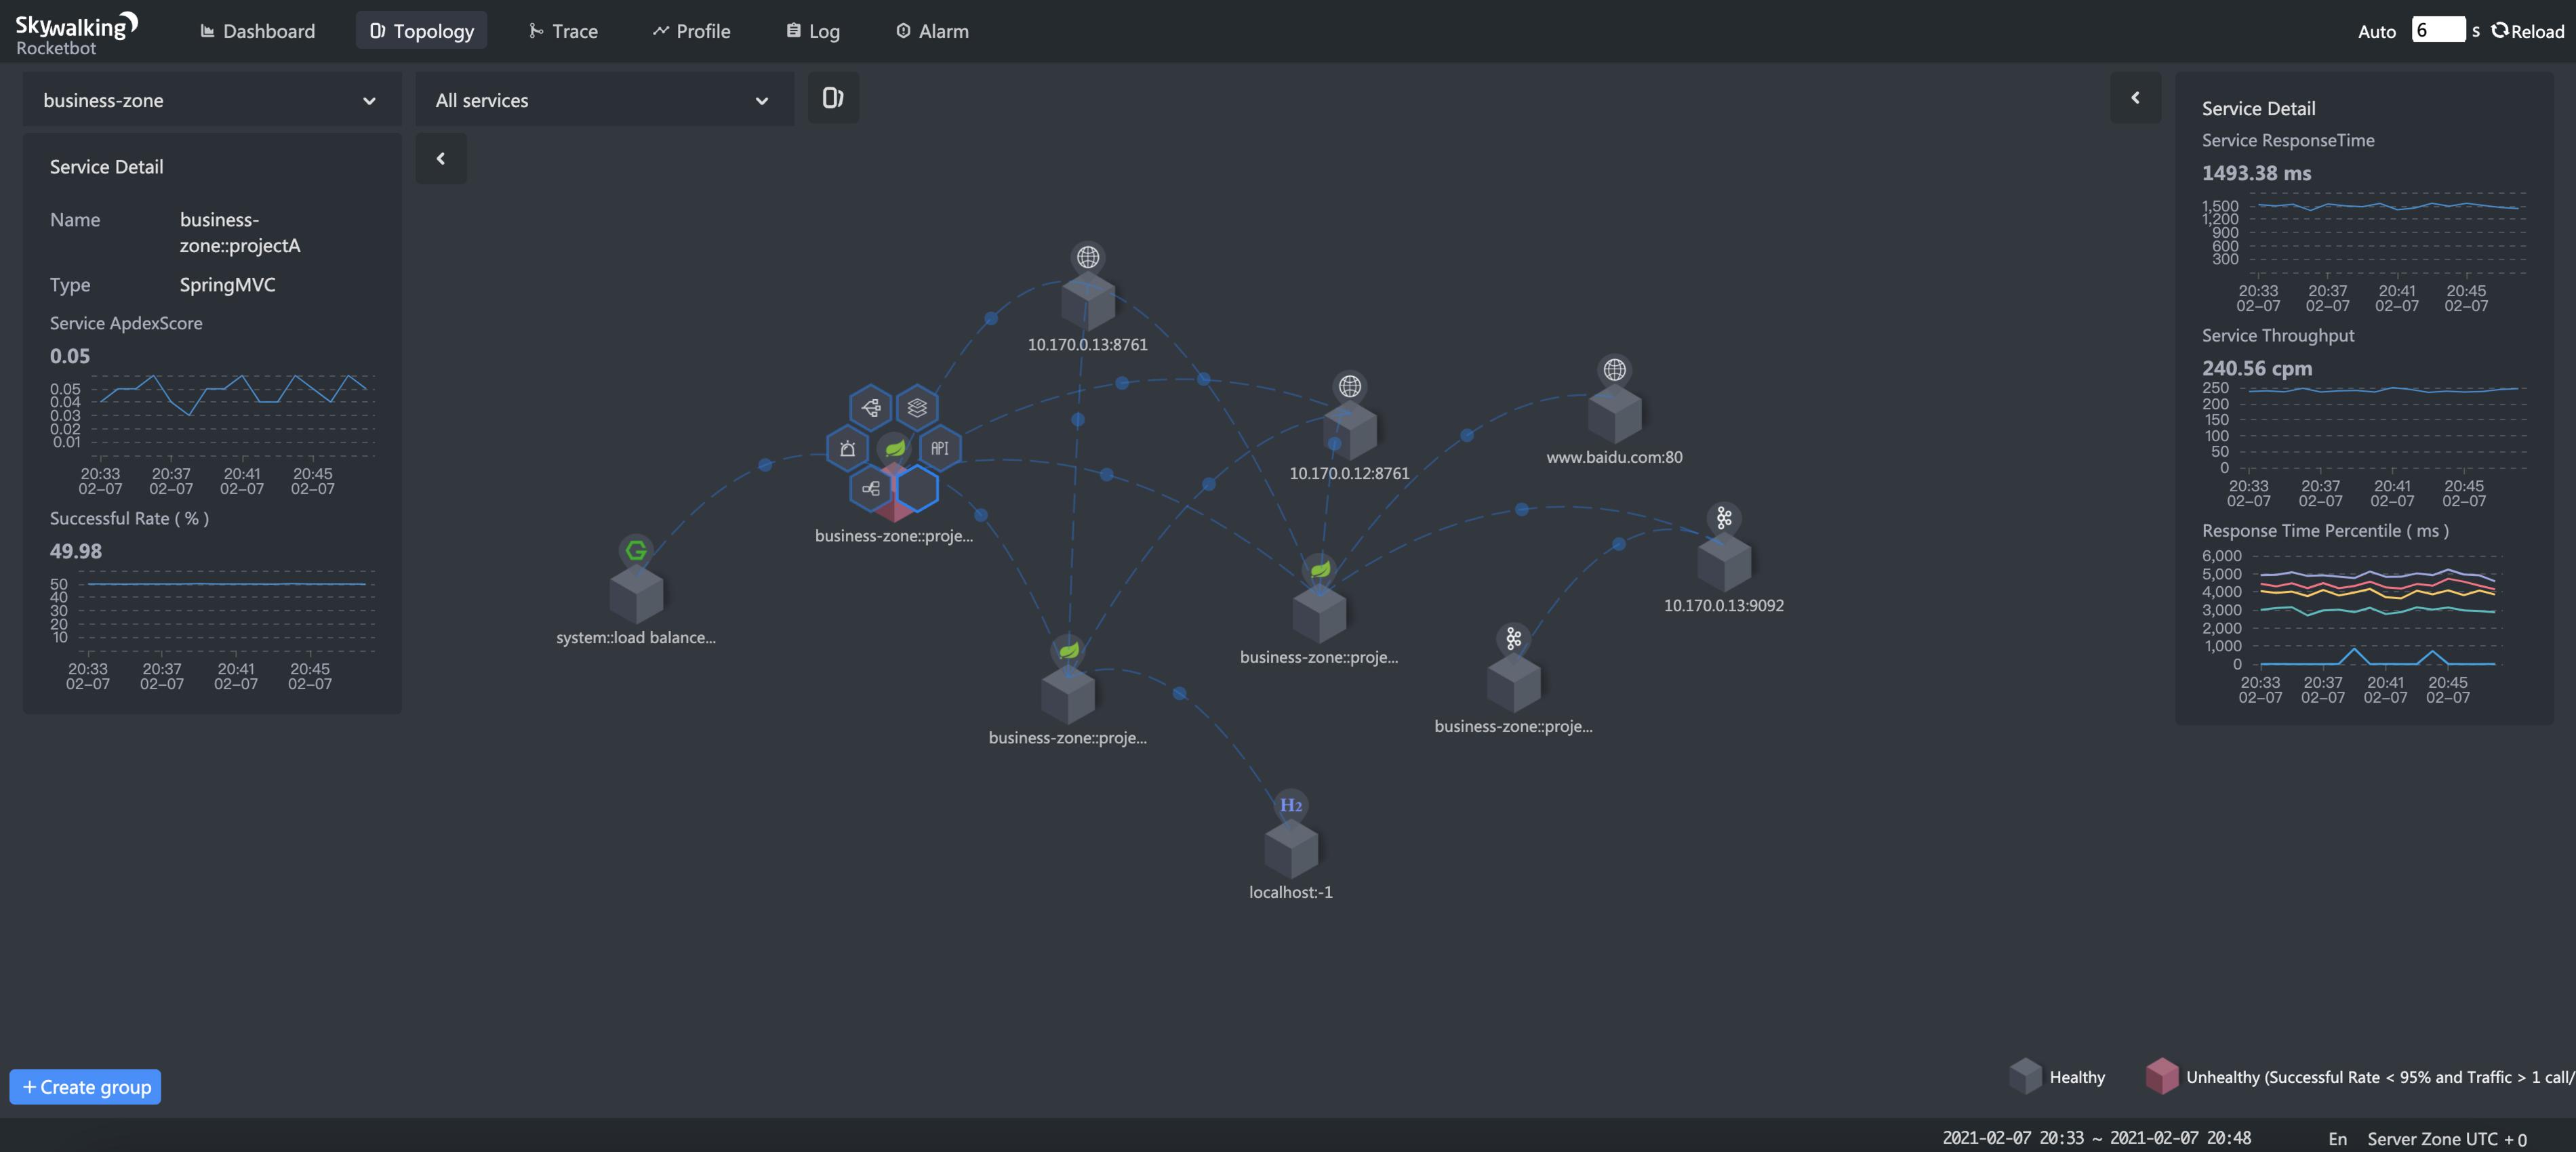 Skywalking
Rocketbot
Dashboard
Topology
Trace
Profile
Log
Alarm
Auto
6
s
Reload
business-zone
All services
Service Detail
Name
business-
zone::projectA
Type
SpringMVC
Service ApdexScore
0.05
0.05
0.04
0.03
0.02
0.01
20:33 20:37 20:41 20:45
02-07 02-07 02-07 02-07
Successful Rate ( % )
49.98
50
40
30
20
10
20:33 20:37 20:41 20:45
02-07 02-07 02-07 02-07
10.170.0.13:8761
10.170.0.12:8761
www.baidu.com:80
API
business-zone::proje...
10.170.0.13:9092
system::load balance...
business-zone::proje...
business-zone::proje...
business-zone::proje...
H2
localhost:-1
Service Detail
Service ResponseTime
1493.38 ms
1,500
1,200
900
600
300
20:33 20:37 20:41 20:45
02-07 02-07 02-07 02-07
Service Throughput
240.56 cpm
250
200
150
100
50
0
20:33 20:37 20:41 20:45
02-07 02-07 02-07 02-07
Response Time Percentile ( ms )
6,000
5,000
4,000
3,000
2,000
1,000
0
20:33 20:37 20:41 20:45
02-07 02-07 02-07 02-07
+ Create group
Healthy
Unhealthy (Successful Rate < 95% and Traffic > 1 call/
2021-02-07 20:33 ~ 2021-02-07 20:48
En
Server Zone UTC + 0